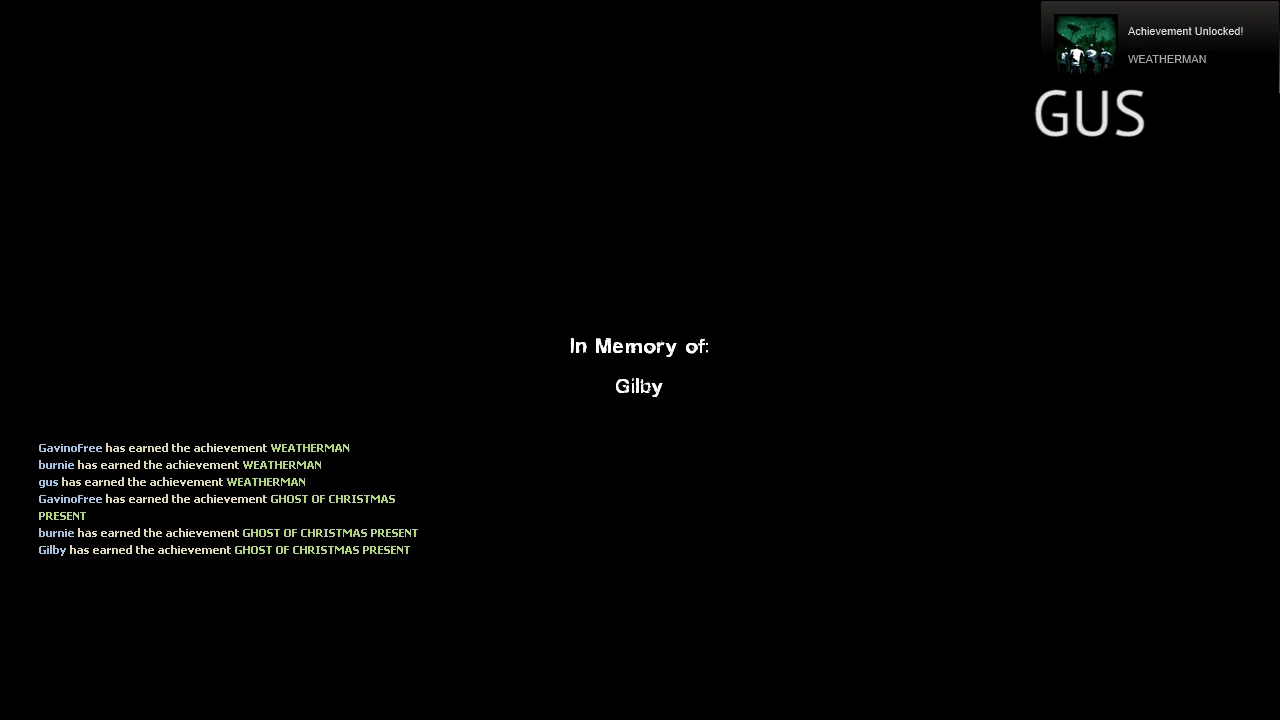 Achievement Unlocked!
WEATHERMAN
GUS
In Memory of:
Gilby
GavinoFree has earned the achievement WEATHERMAN
burnie has earned the achievement WEATHERMAN
gus has earned the achievement WEATHERMAN
GavinoFree has earned the achievement GHOST OF CHRISTMAS
PRESENT
burnie has earned the achievement GHOST OF CHRISTMAS PRESENT
Gilby has earned the achievement GHOST OF CHRISTMAS PRESENT